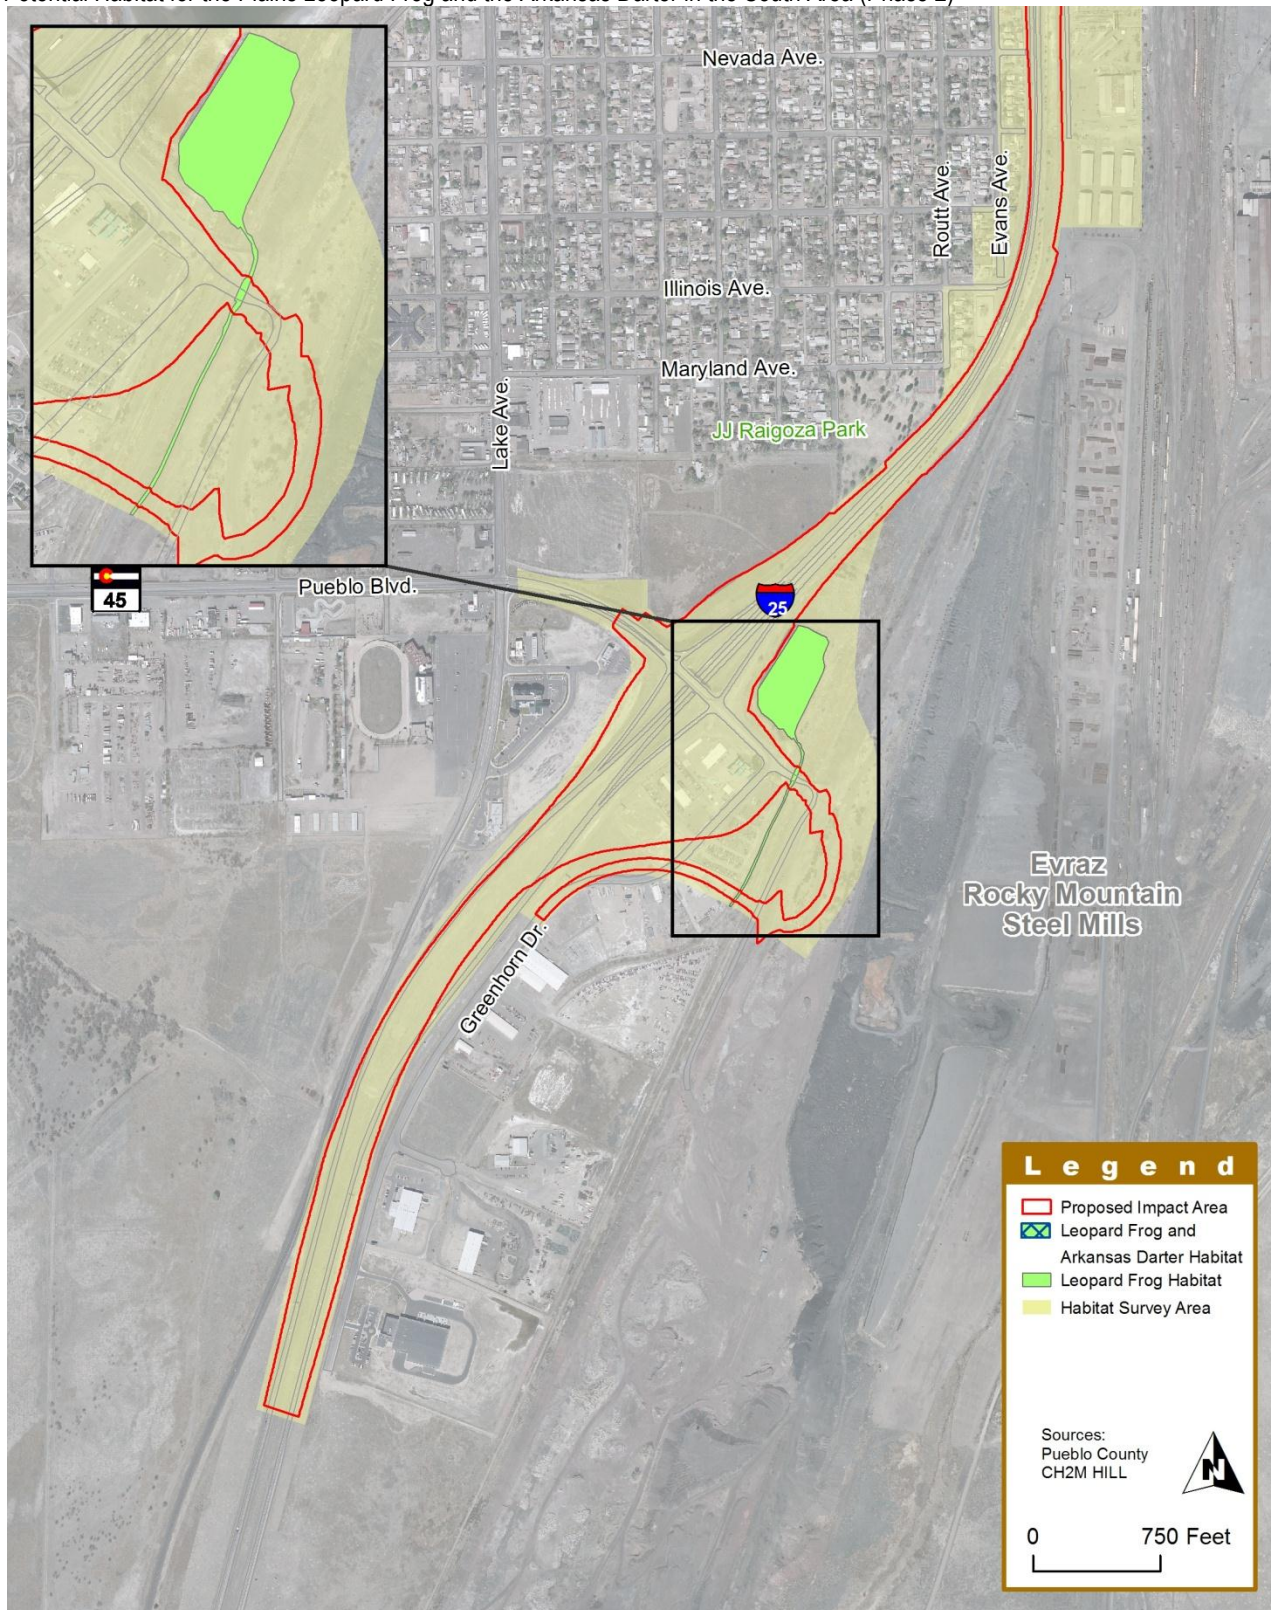 Potential Habitat for the Plains Leopard Frog and the Arkansas Darter in the South Area (Phase 2)
Nevada Ave.
Routt Ave.
Evans Ave.
Illinois Ave.
Maryland Ave.
Lake Ave.
JJ Raigoza Park
45
Pueblo Blvd.
25
Evraz
Rocky Mountain
Steel Mills
Greenhorn Dr.
Legend
Proposed Impact Area
Leopard Frog and
Arkansas Darter Habitat
Leopard Frog Habitat
Habitat Survey Area
Sources:
Pueblo County
CH2M HILL
N
0 750 Feet